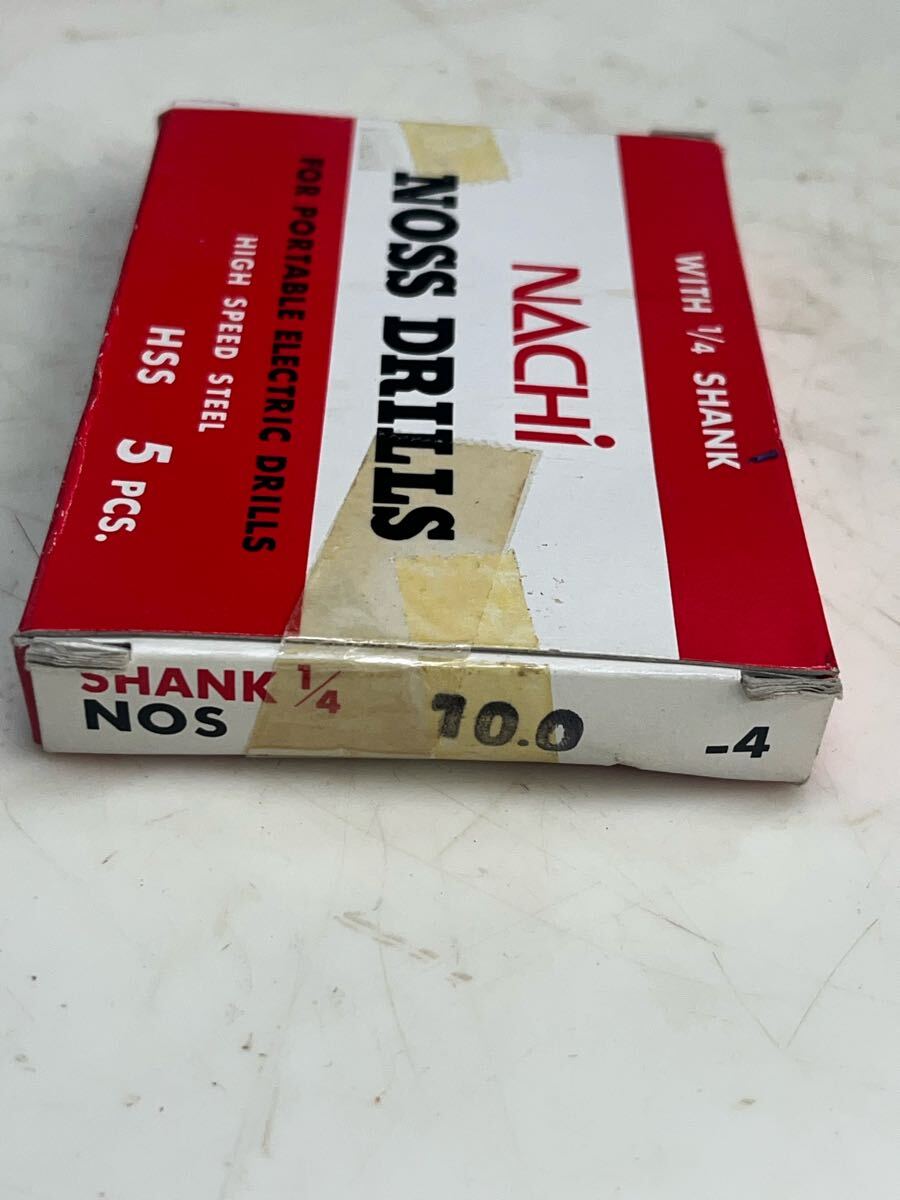 WITH 1/4 SHANK
NACHi
NOSS DRILLS
FOR PORTABLE ELECTRIC DRILLS
HIGH SPEED STEEL
HSS 5 PCS.
SHANK 1/4
NOS 10.0 -4